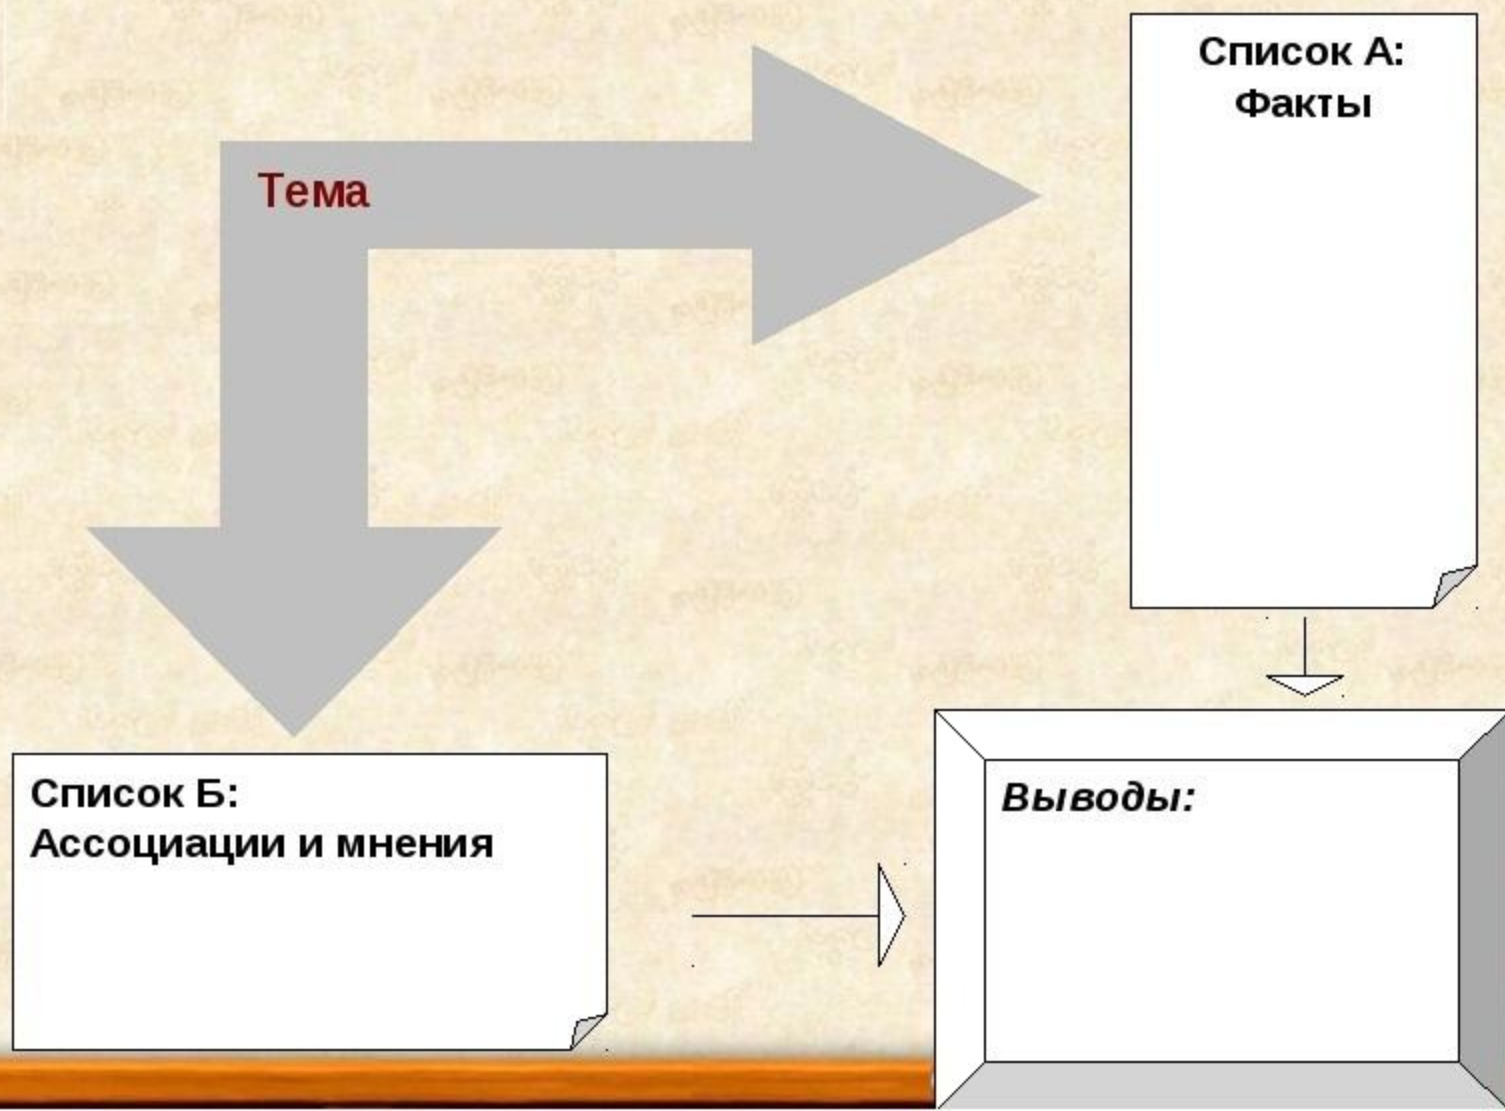 Список А:
Факты
Тема
Список Б:
Ассоциации и мнения
Выводы: